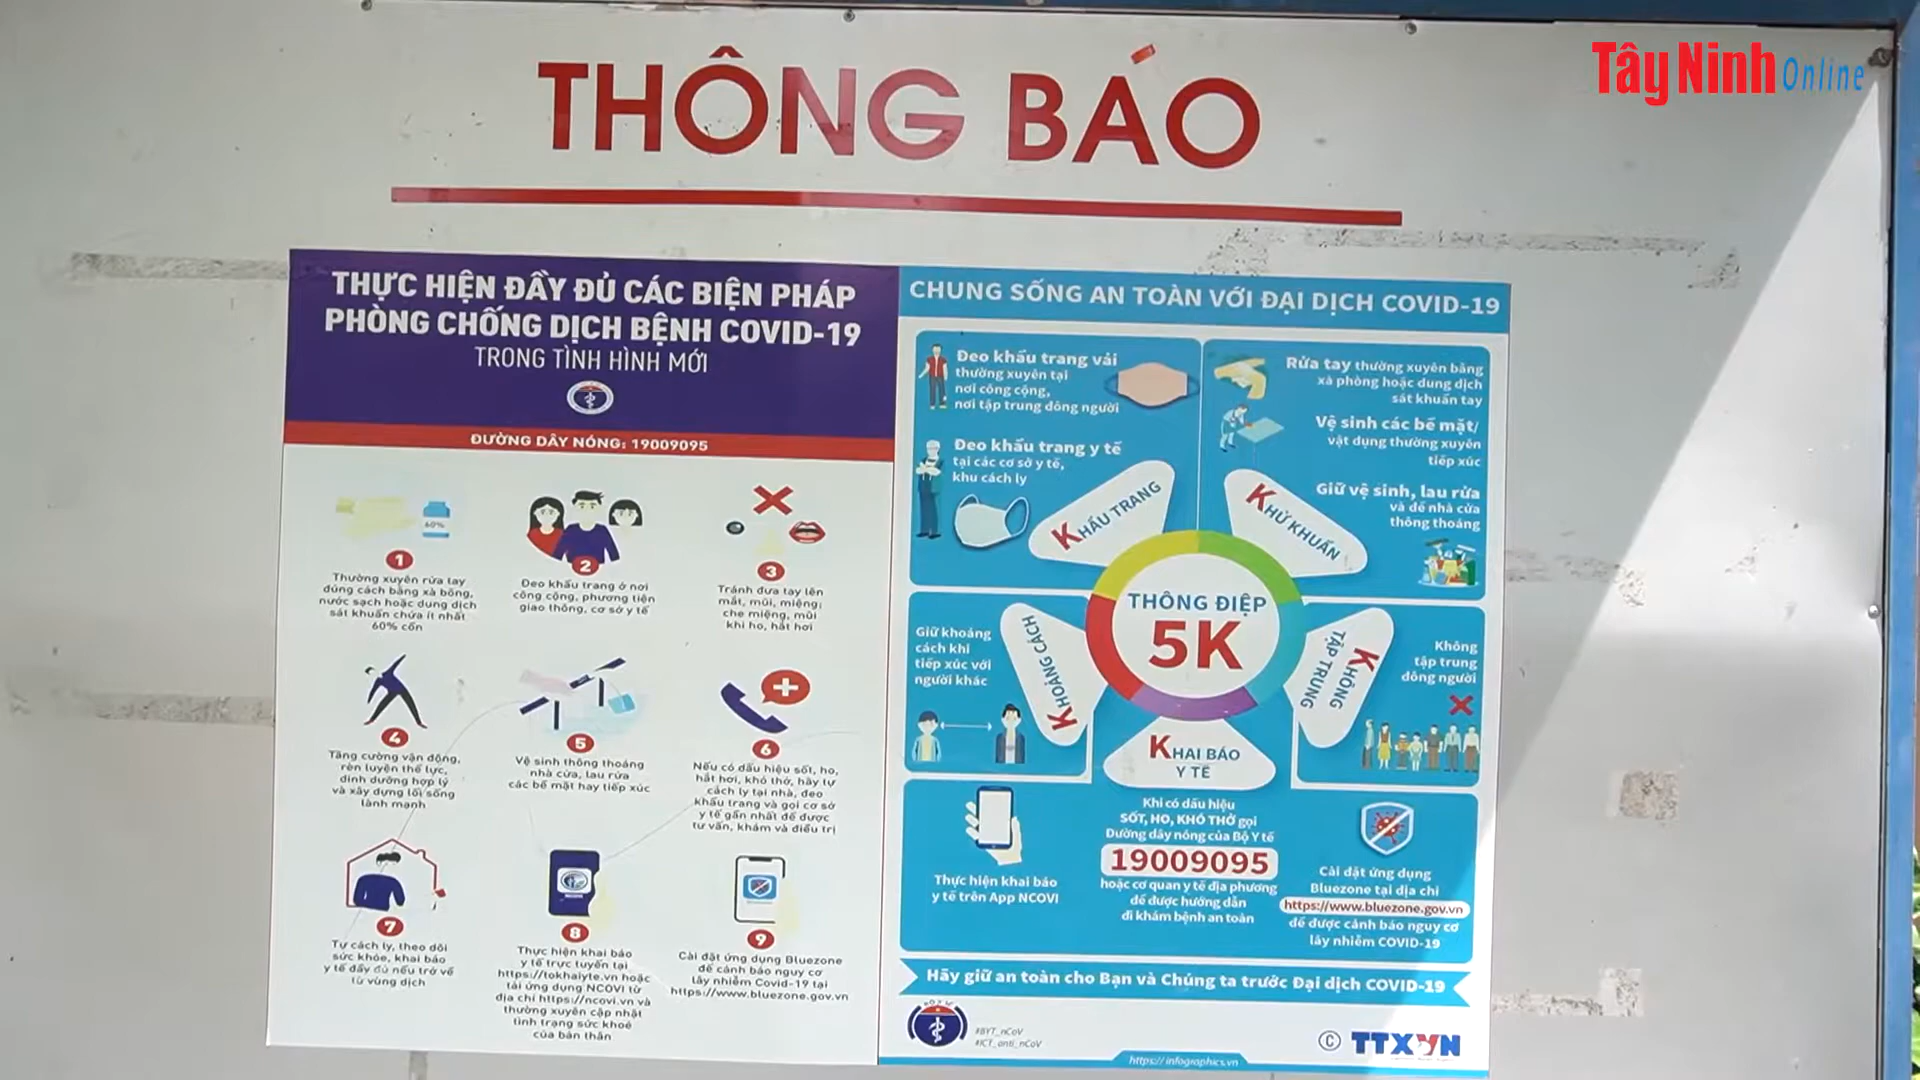 Tây Ninh Online
THÔNG BÁO
THỰC HIỆN ĐẦY ĐỦ CÁC BIỆN PHÁP
PHÒNG CHỐNG DỊCH BỆNH COVID-19
TRONG TÌNH HÌNH MỚI
ĐƯỜNG DÂY NÓNG: 19009095
60%
1
Thường xuyên rửa tay
đúng cách bằng xà bông,
nước sạch hoặc dung dịch
sát khuẩn chứa ít nhất
60% cồn
2
Đeo khẩu trang ở nơi
công cộng, phương tiện
giao thông, cơ sở y tế
3
Tránh đưa tay lên
mắt, mũi, miệng;
che miệng, mũi
khi ho, hắt hơi
4
Tăng cường vận động,
rèn luyện thể lực,
dinh dưỡng hợp lý
và xây dựng lối sống
lành mạnh
5
Vệ sinh thông thoáng
nhà cửa, lau rửa
các bề mặt hay tiếp xúc
6
Nếu có dấu hiệu sốt, ho,
hắt hơi, khó thở, hãy tự
cách ly tại nhà, đeo
khẩu trang và gọi cơ sở
y tế gần nhất để được
tư vấn, khám và điều trị
7
Tự cách ly, theo dõi
sức khỏe, khai báo
y tế đầy đủ nếu trở về
từ vùng dịch
8
Thực hiện khai báo
y tế trực tuyến tại
https://tokhaiyte.vn hoặc
tải ứng dụng NCOVI từ
địa chỉ https://ncovi.vn và
thường xuyên cập nhật
tình trạng sức khoẻ
của bản thân
9
Cài đặt ứng dụng Bluezone
để cảnh báo nguy cơ
lây nhiễm Covid-19 tại
https://www.bluezone.gov.vn
CHUNG SỐNG AN TOÀN VỚI ĐẠI DỊCH COVID-19
Đeo khẩu trang vải
thường xuyên tại
nơi công cộng,
nơi tập trung đông người
Đeo khẩu trang y tế
tại các cơ sở y tế,
khu cách ly
KHẨU TRANG
Rửa tay thường xuyên bằng
xà phòng hoặc dung dịch
sát khuẩn tay
Vệ sinh các bề mặt/
vật dụng thường xuyên
tiếp xúc
Giữ vệ sinh, lau rửa
và để nhà cửa
thông thoáng
KHỬ KHUẨN
THÔNG ĐIỆP
5K
Giữ khoảng
cách khi
tiếp xúc với
người khác
KHOẢNG CÁCH
KHÔNG
TẬP TRUNG
Không
tập trung
đông người
KHAI BÁO
Y TẾ
Thực hiện khai báo
y tế trên App NCOVI
Khi có dấu hiệu
SỐT, HO, KHÓ THỞ gọi
Đường dây nóng của Bộ Y tế
19009095
hoặc cơ quan y tế địa phương
để được hướng dẫn
đi khám bệnh an toàn
Cài đặt ứng dụng
Bluezone tại địa chỉ
https://www.bluezone.gov.vn
để được cảnh báo nguy cơ
lây nhiễm COVID-19
Hãy giữ an toàn cho Bạn và Chúng ta trước Đại dịch COVID-19
BỘ Y TẾ
#BYT_nCoV
#ICT_anti_nCoV
© TTXVN
https://infographics.vn